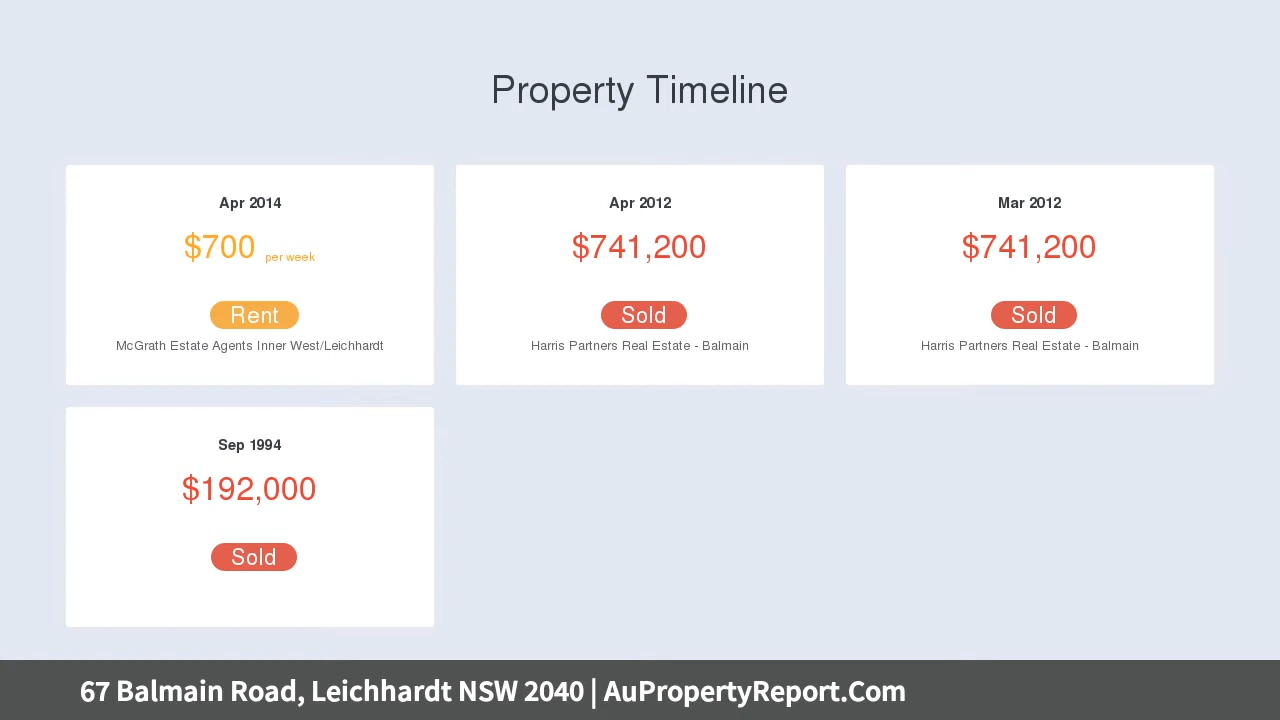 Property Timeline
Apr 2014
$700 per week
Rent
McGrath Estate Agents Inner West/Leichhardt
Apr 2012
$741,200
Sold
Harris Partners Real Estate - Balmain
Mar 2012
$741,200
Sold
Harris Partners Real Estate - Balmain
Sep 1994
$192,000
Sold
67 Balmain Road, Leichhardt NSW 2040 | AuPropertyReport.Com